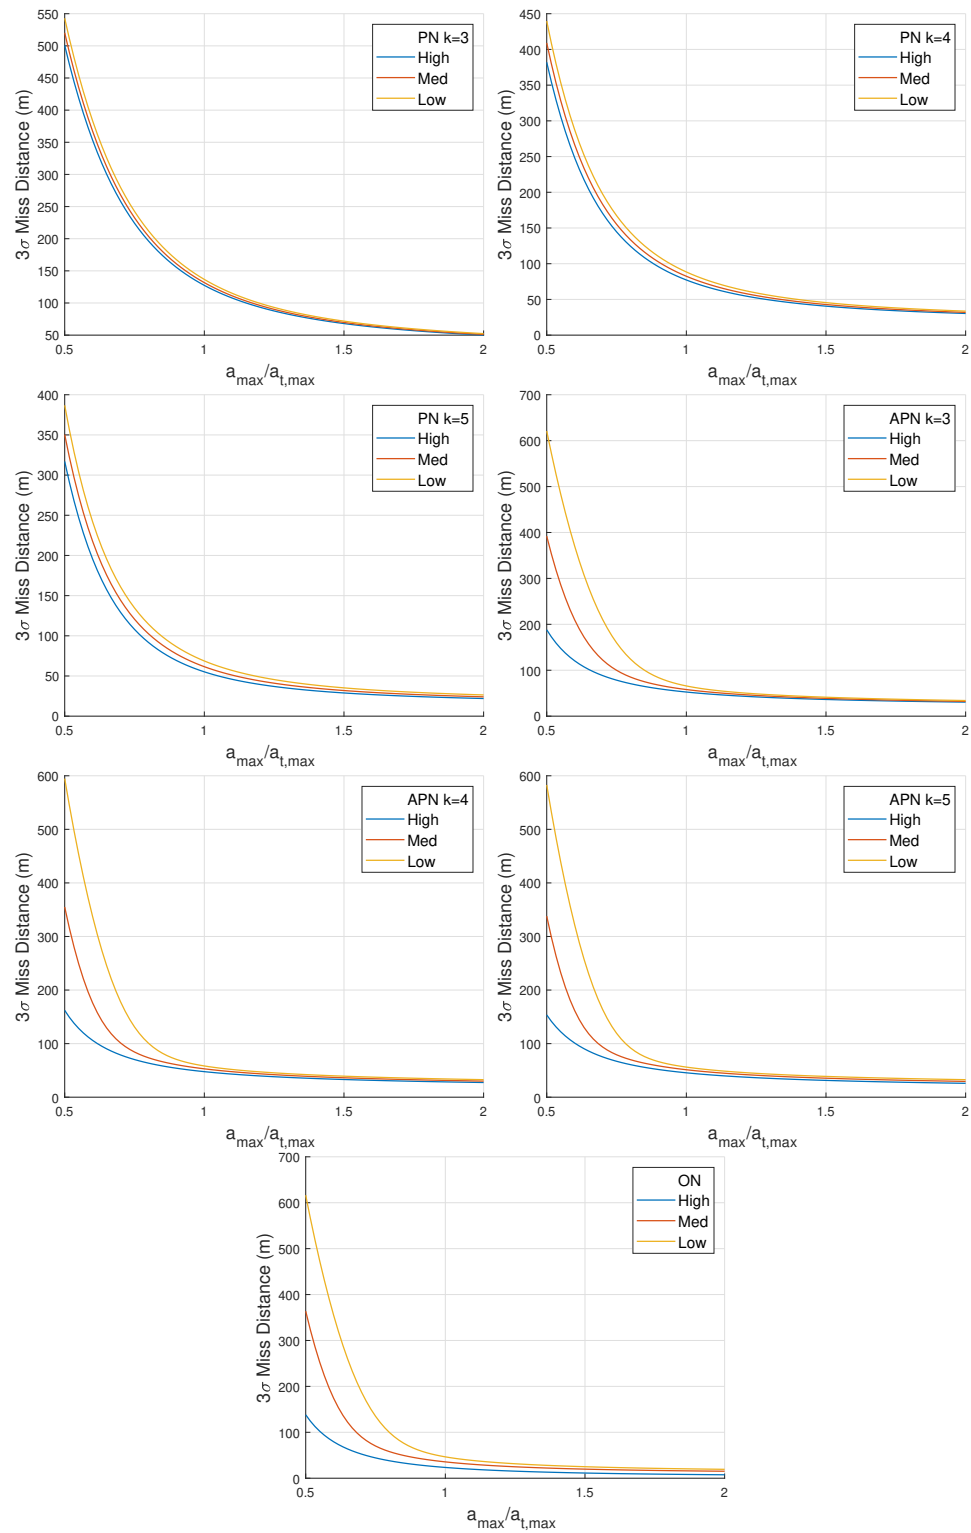 550
500
450
400
350
300
250
200
150
100
50
0.5 1 1.5 2
3σ Miss Distance (m)
a_max/a_t,max
PN k=3
High
Med
Low
450
400
350
300
250
200
150
100
50
0
0.5 1 1.5 2
3σ Miss Distance (m)
a_max/a_t,max
PN k=4
High
Med
Low
400
350
300
250
200
150
100
50
0
0.5 1 1.5 2
3σ Miss Distance (m)
a_max/a_t,max
PN k=5
High
Med
Low
700
600
500
400
300
200
100
0
0.5 1 1.5 2
3σ Miss Distance (m)
a_max/a_t,max
APN k=3
High
Med
Low
600
500
400
300
200
100
0
0.5 1 1.5 2
3σ Miss Distance (m)
a_max/a_t,max
APN k=4
High
Med
Low
600
500
400
300
200
100
0
0.5 1 1.5 2
3σ Miss Distance (m)
a_max/a_t,max
APN k=5
High
Med
Low
700
600
500
400
300
200
100
0
0.5 1 1.5 2
3σ Miss Distance (m)
a_max/a_t,max
ON
High
Med
Low